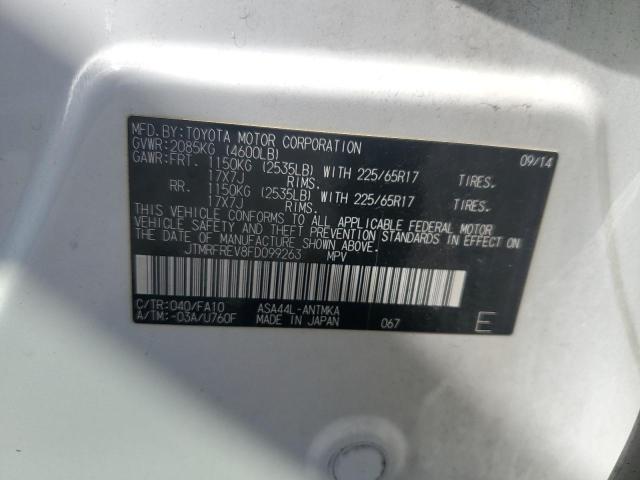 MFD.BY:TOYOTA MOTOR CORPORATION 09/14
GVWR:2085KG (4600LB)
GAWR:FRT. 1150KG (2535LB) WITH 225/65R17 TIRES.
17X7J RIMS.
RR. 1150KG (2535LB) WITH 225/65R17 TIRES.
17X7J RIMS.
THIS VEHICLE CONFORMS TO ALL APPLICABLE FEDERAL MOTOR
VEHICLE SAFETY AND THEFT PREVENTION STANDARDS IN EFFECT ON
THE DATE OF MANUFACTURE SHOWN ABOVE.
JTMRFREV8FD099263 MPV
C/TR:040/FA10 ASA44L-ANTMKA
A/TM:-03A/U760F MADE IN JAPAN 067 E